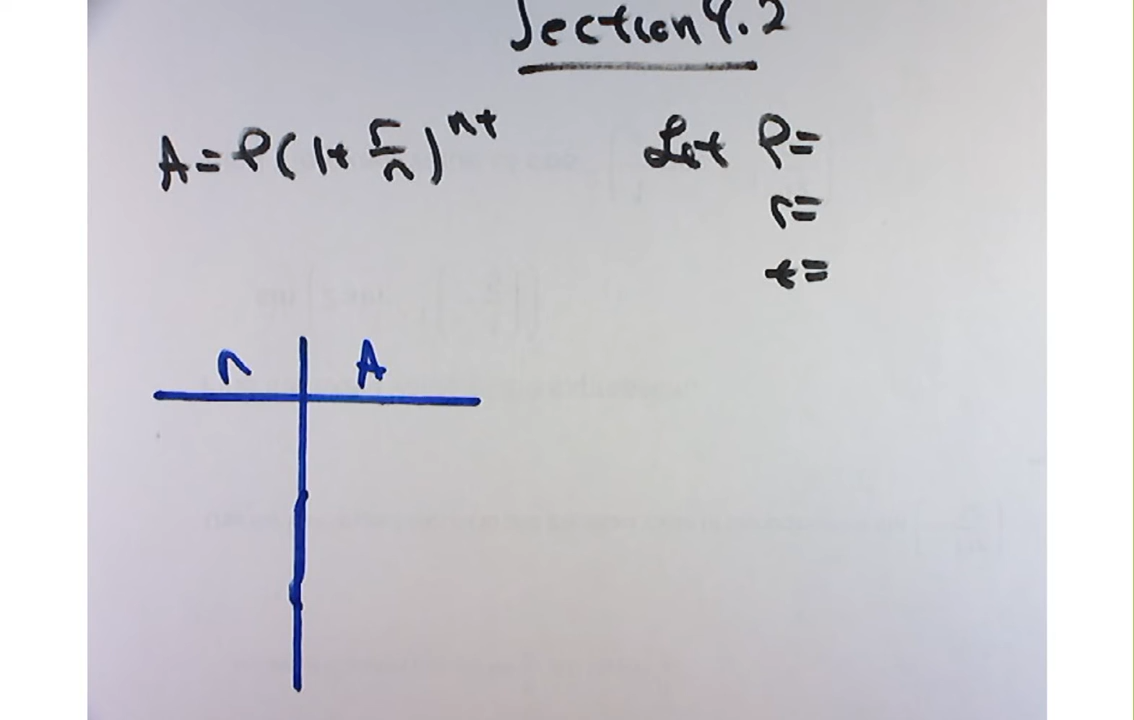 Section 4.2
A = P(1 + r/n)^nt
Let P =
r =
t =
n A